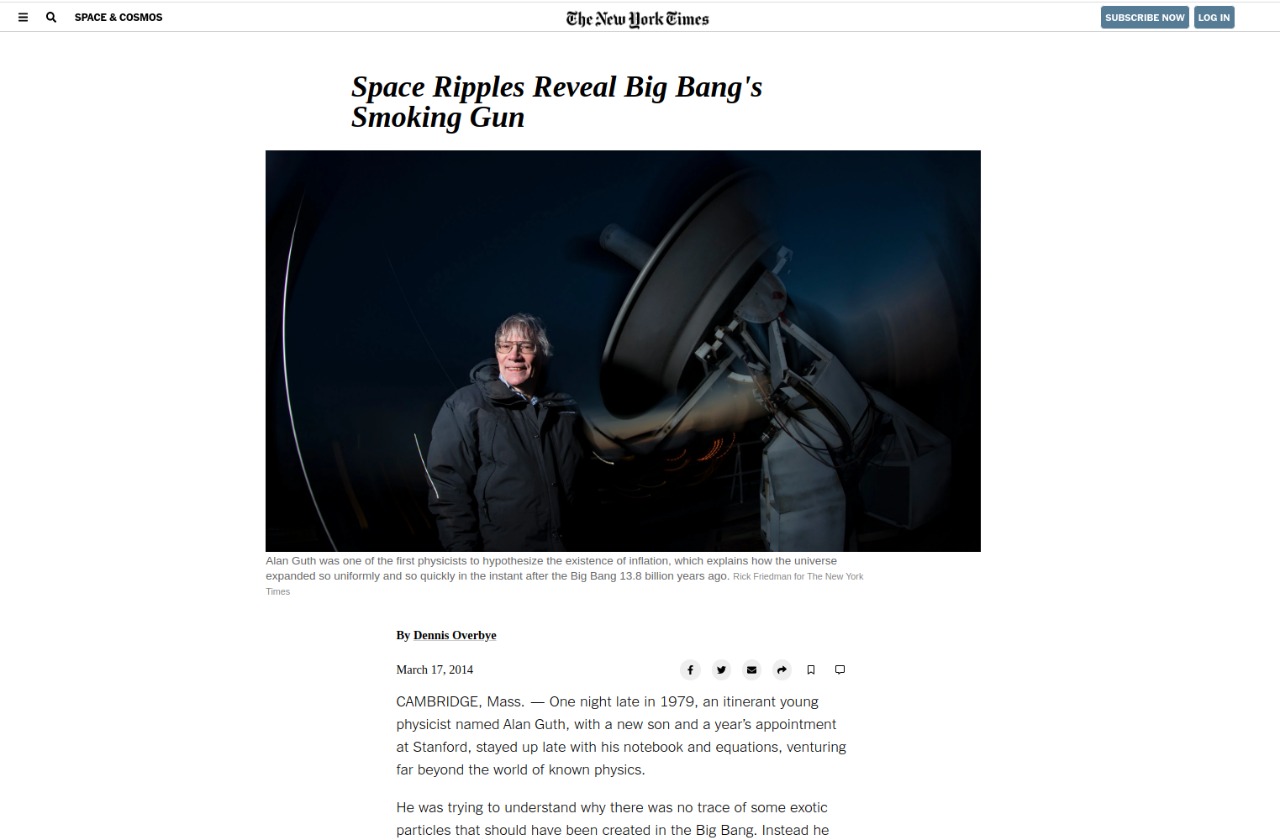 SPACE & COSMOS
The New York Times
SUBSCRIBE NOW
LOG IN
Space Ripples Reveal Big Bang's
Smoking Gun
Alan Guth was one of the first physicists to hypothesize the existence of inflation, which explains how the universe
expanded so uniformly and so quickly in the instant after the Big Bang 13.8 billion years ago. Rick Friedman for The New York
Times
By Dennis Overbye
March 17, 2014
CAMBRIDGE, Mass. — One night late in 1979, an itinerant young
physicist named Alan Guth, with a new son and a year’s appointment
at Stanford, stayed up late with his notebook and equations, venturing
far beyond the world of known physics.
He was trying to understand why there was no trace of some exotic
particles that should have been created in the Big Bang. Instead he